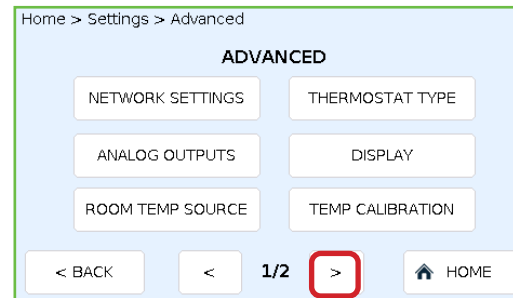 Home > Settings > Advanced
ADVANCED
NETWORK SETTINGS THERMOSTAT TYPE
ANALOG OUTPUTS DISPLAY
ROOM TEMP SOURCE TEMP CALIBRATION
< BACK < 1/2 > HOME